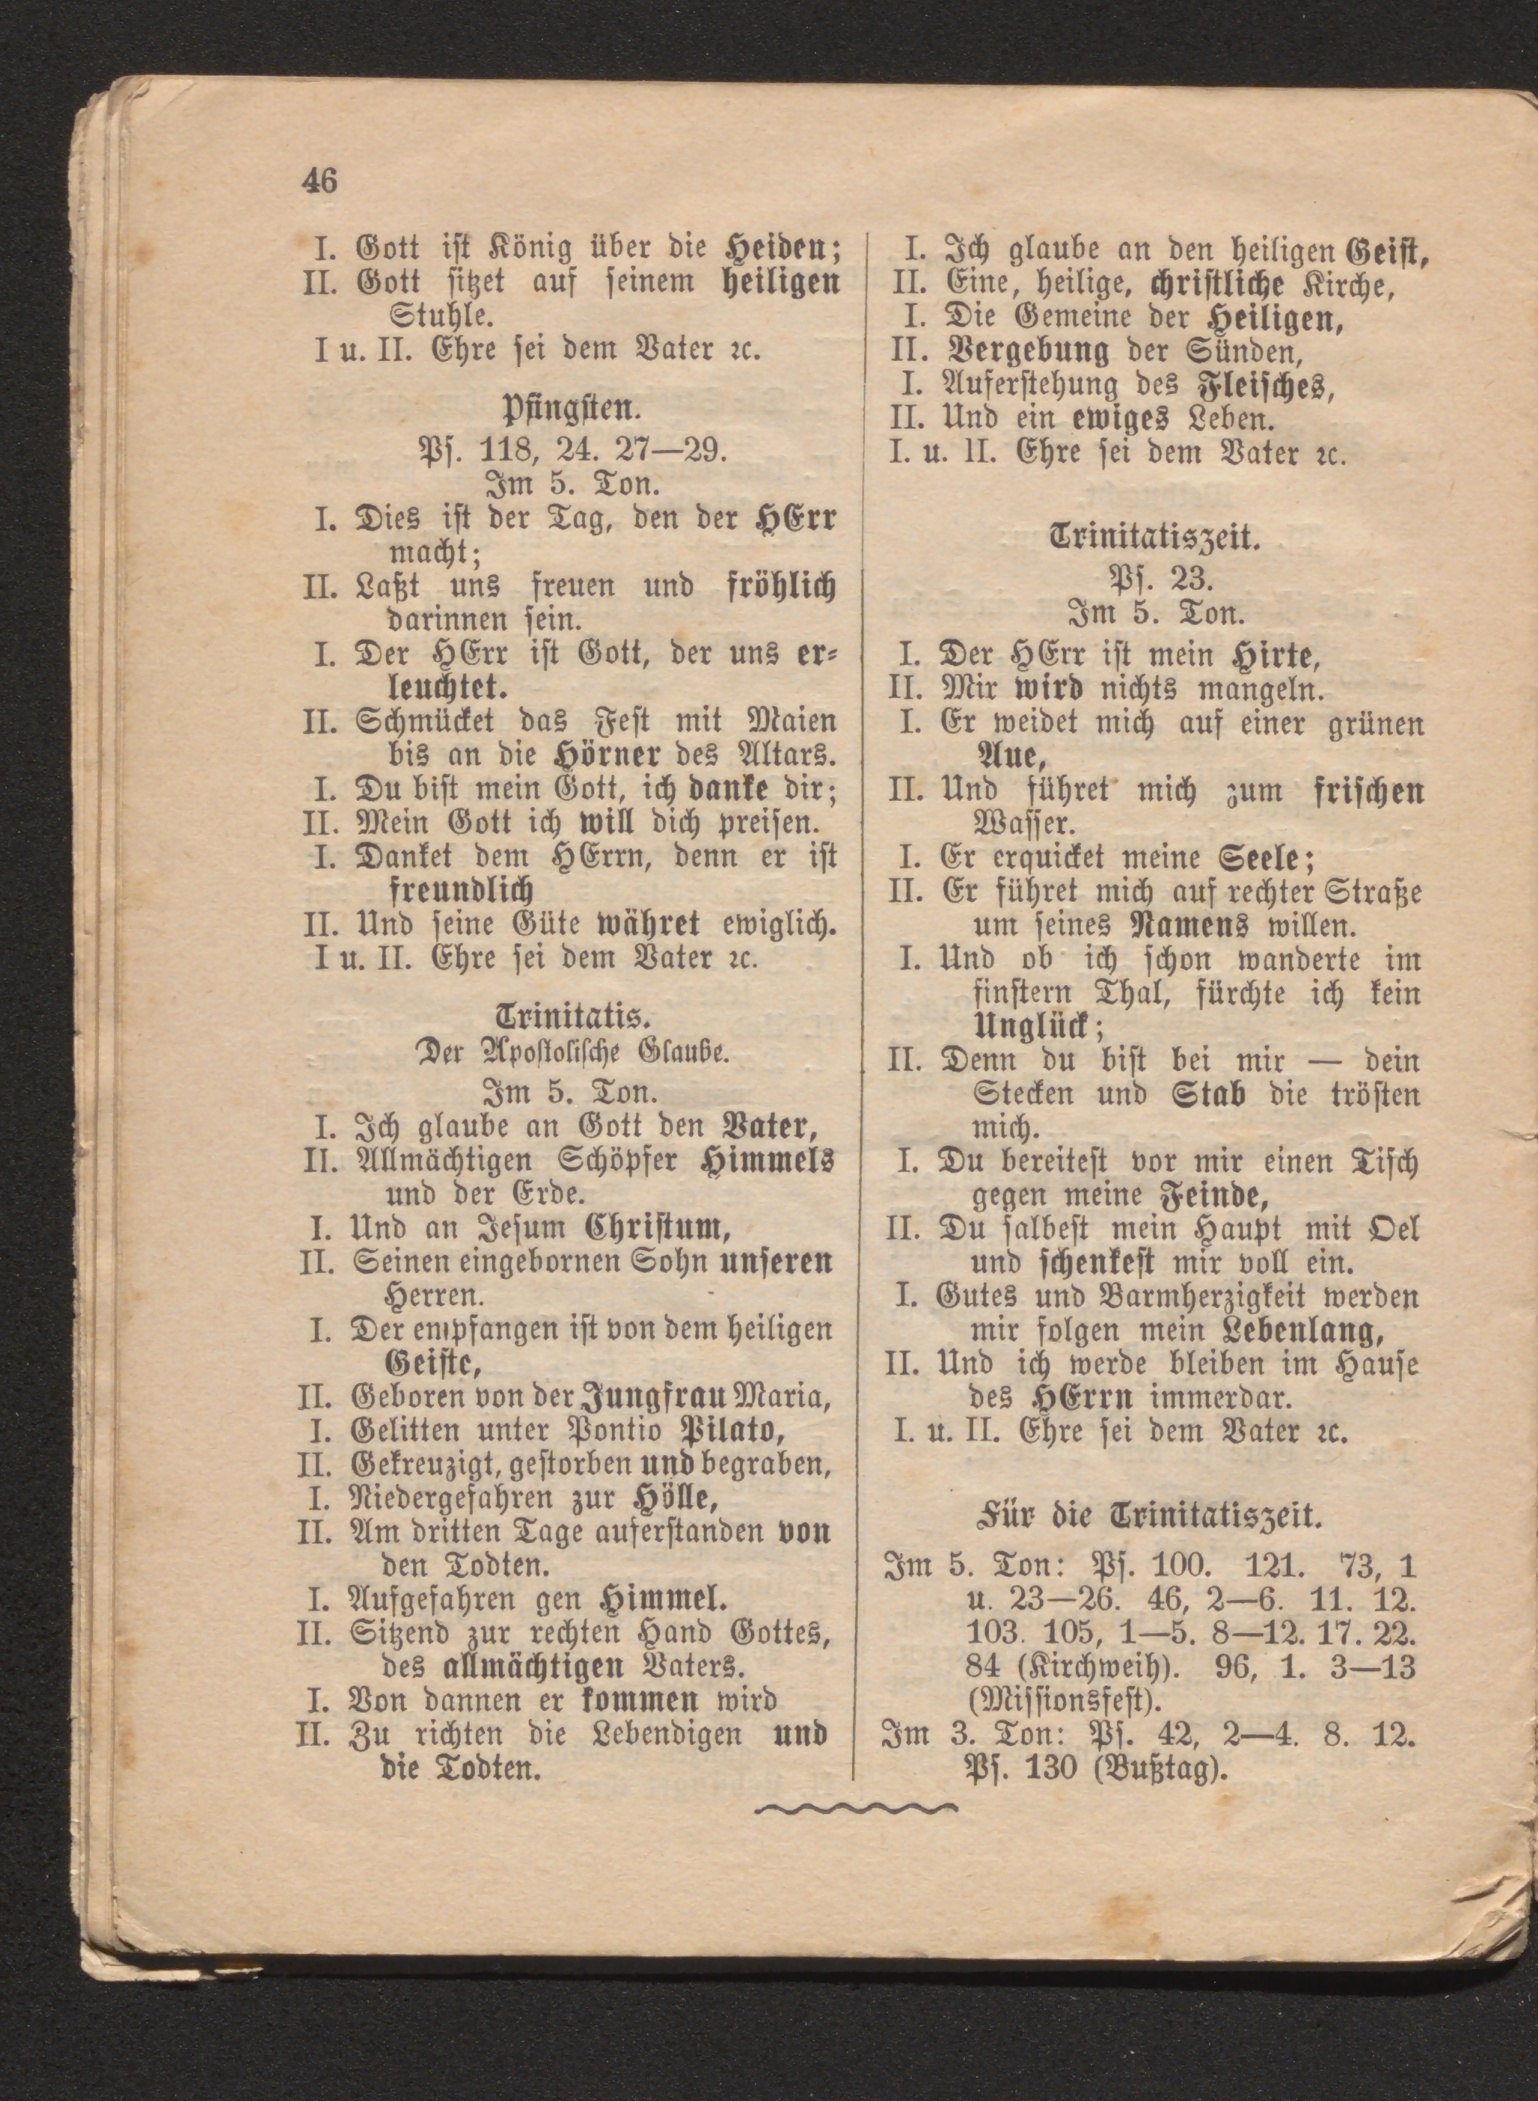 46
I. Gott ist König über die Heiden;
II. Gott sitzet auf seinem heiligen
Stuhle.
I u. II. Ehre sei dem Vater ꝛc.
Pfingsten.
Ps. 118, 24. 27—29.
Im 5. Ton.
I. Dies ist der Tag, den der HErr
macht;
II. Laßt uns freuen und fröhlich
darinnen sein.
I. Der HErr ist Gott, der uns er-
leuchtet.
II. Schmücket das Fest mit Maien
bis an die Hörner des Altars.
I. Du bist mein Gott, ich danke dir;
II. Mein Gott ich will dich preisen.
I. Danket dem HErrn, denn er ist
freundlich
II. Und seine Güte währet ewiglich.
I u. II. Ehre sei dem Vater ꝛc.
Trinitatis.
Der Apostolische Glaube.
Im 5. Ton.
I. Ich glaube an Gott den Vater,
II. Allmächtigen Schöpfer Himmels
und der Erde.
I. Und an Jesum Christum,
II. Seinen eingebornen Sohn unseren
Herren.
I. Der empfangen ist von dem heiligen
Geiste,
II. Geboren von der Jungfrau Maria,
I. Gelitten unter Pontio Pilato,
II. Gekreuzigt, gestorben und begraben,
I. Niedergefahren zur Hölle,
II. Am dritten Tage auferstanden von
den Todten.
I. Aufgefahren gen Himmel.
II. Sitzend zur rechten Hand Gottes,
des allmächtigen Vaters.
I. Von dannen er kommen wird
II. Zu richten die Lebendigen und
die Todten.
I. Ich glaube an den heiligen Geist,
II. Eine, heilige, christliche Kirche,
I. Die Gemeine der Heiligen,
II. Vergebung der Sünden,
I. Auferstehung des Fleisches,
II. Und ein ewiges Leben.
I. u. II. Ehre sei dem Vater ꝛc.
Trinitatiszeit.
Ps. 23.
Im 5. Ton.
I. Der HErr ist mein Hirte,
II. Mir wird nichts mangeln.
I. Er weidet mich auf einer grünen
Aue,
II. Und führet mich zum frischen
Wasser.
I. Er erquicket meine Seele;
II. Er führet mich auf rechter Straße
um seines Namens willen.
I. Und ob ich schon wanderte im
finstern Thal, fürchte ich kein
Unglück;
II. Denn du bist bei mir — dein
Stecken und Stab die trösten
mich.
I. Du bereitest vor mir einen Tisch
gegen meine Feinde,
II. Du salbest mein Haupt mit Oel
und schenkest mir voll ein.
I. Gutes und Barmherzigkeit werden
mir folgen mein Lebenlang,
II. Und ich werde bleiben im Hause
des HErrn immerdar.
I. u. II. Ehre sei dem Vater ꝛc.
Für die Trinitatiszeit.
Im 5. Ton: Ps. 100. 121. 73, 1
u. 23—26. 46, 2—6. 11. 12.
103. 105, 1—5. 8—12. 17. 22.
84 (Kirchweih). 96, 1. 3—13
(Missionsfest).
Im 3. Ton: Ps. 42, 2—4. 8. 12.
Ps. 130 (Bußtag).